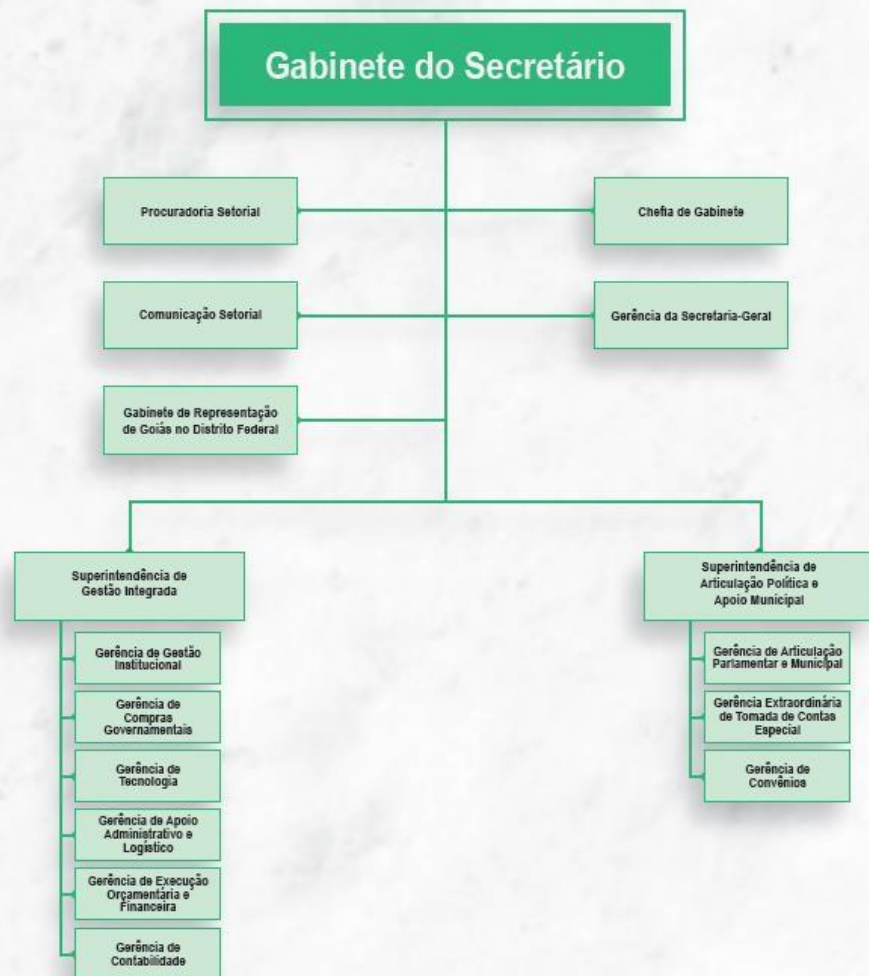 Gabinete do Secretário
Procuradoria Setorial
Chefia de Gabinete
Comunicação Setorial
Gerência da Secretaria-Geral
Gabinete de Representação
de Goiás no Distrito Federal
Superintendência de
Gestão Integrada
Gerência de Gestão
Institucional
Gerência de
Compras
Governamentais
Gerência de
Tecnologia
Gerência de Apoio
Administrativo e
Logístico
Gerência de Execução
Orçamentária e
Financeira
Gerência de
Contabilidade
Superintendência de
Articulação Política e
Apoio Municipal
Gerência de Articulação
Parlamentar e Municipal
Gerência Extraordinária
de Tomada de Contas
Especial
Gerência de
Convênios